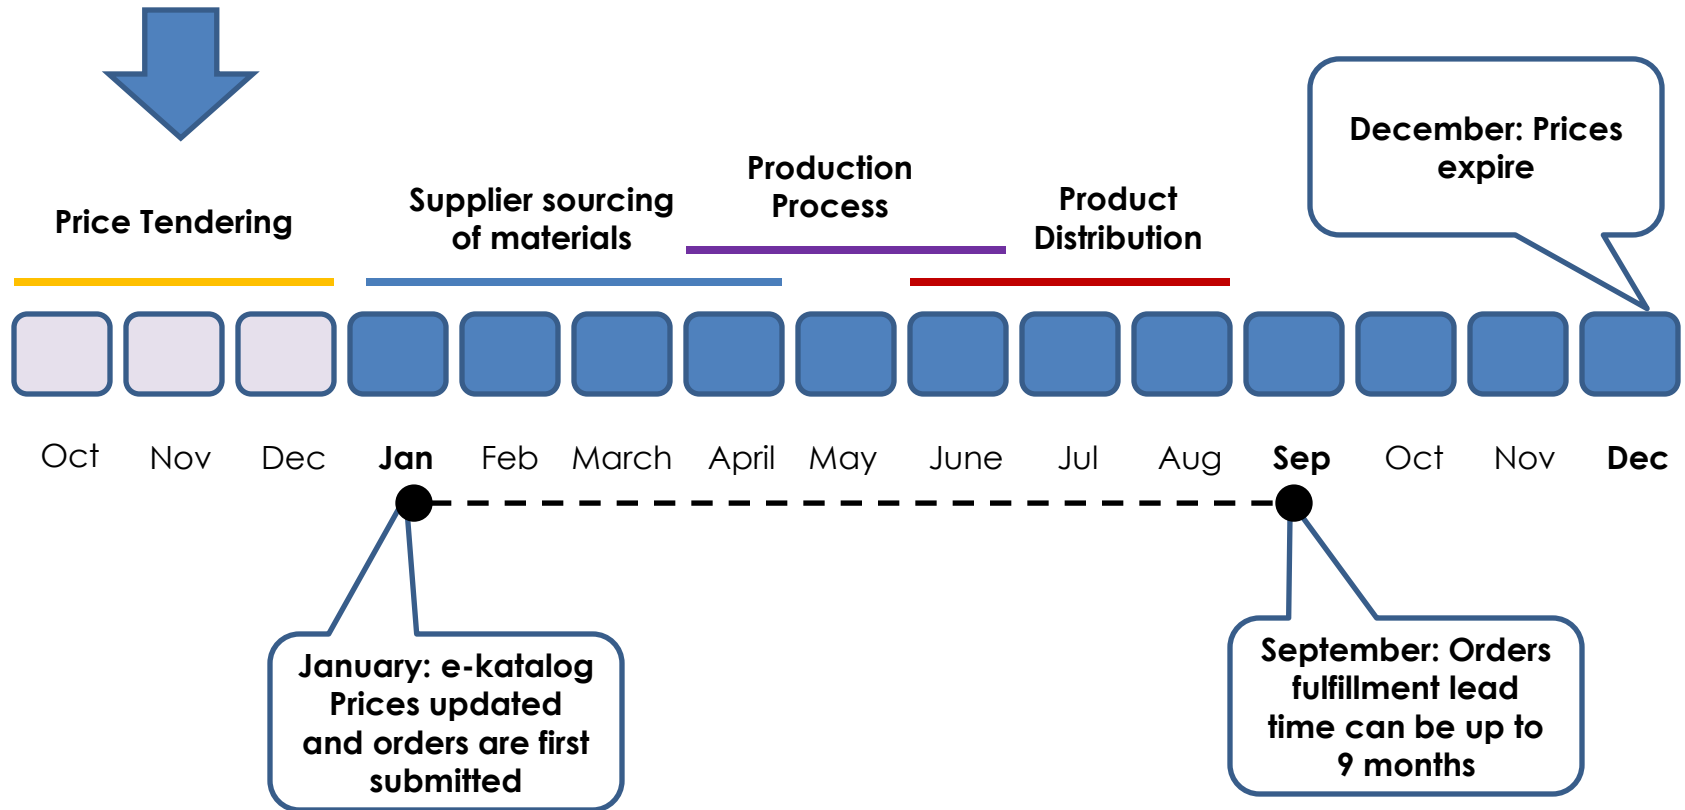 December: Prices
expire
Production
Process
Product
Distribution
Supplier sourcing
of materials
Price Tendering
Oct Nov Dec Jan Feb March April May June Jul Aug Sep Oct Nov Dec
January: e-katalog
Prices updated
and orders are first
submitted
September: Orders
fulfillment lead
time can be up to
9 months